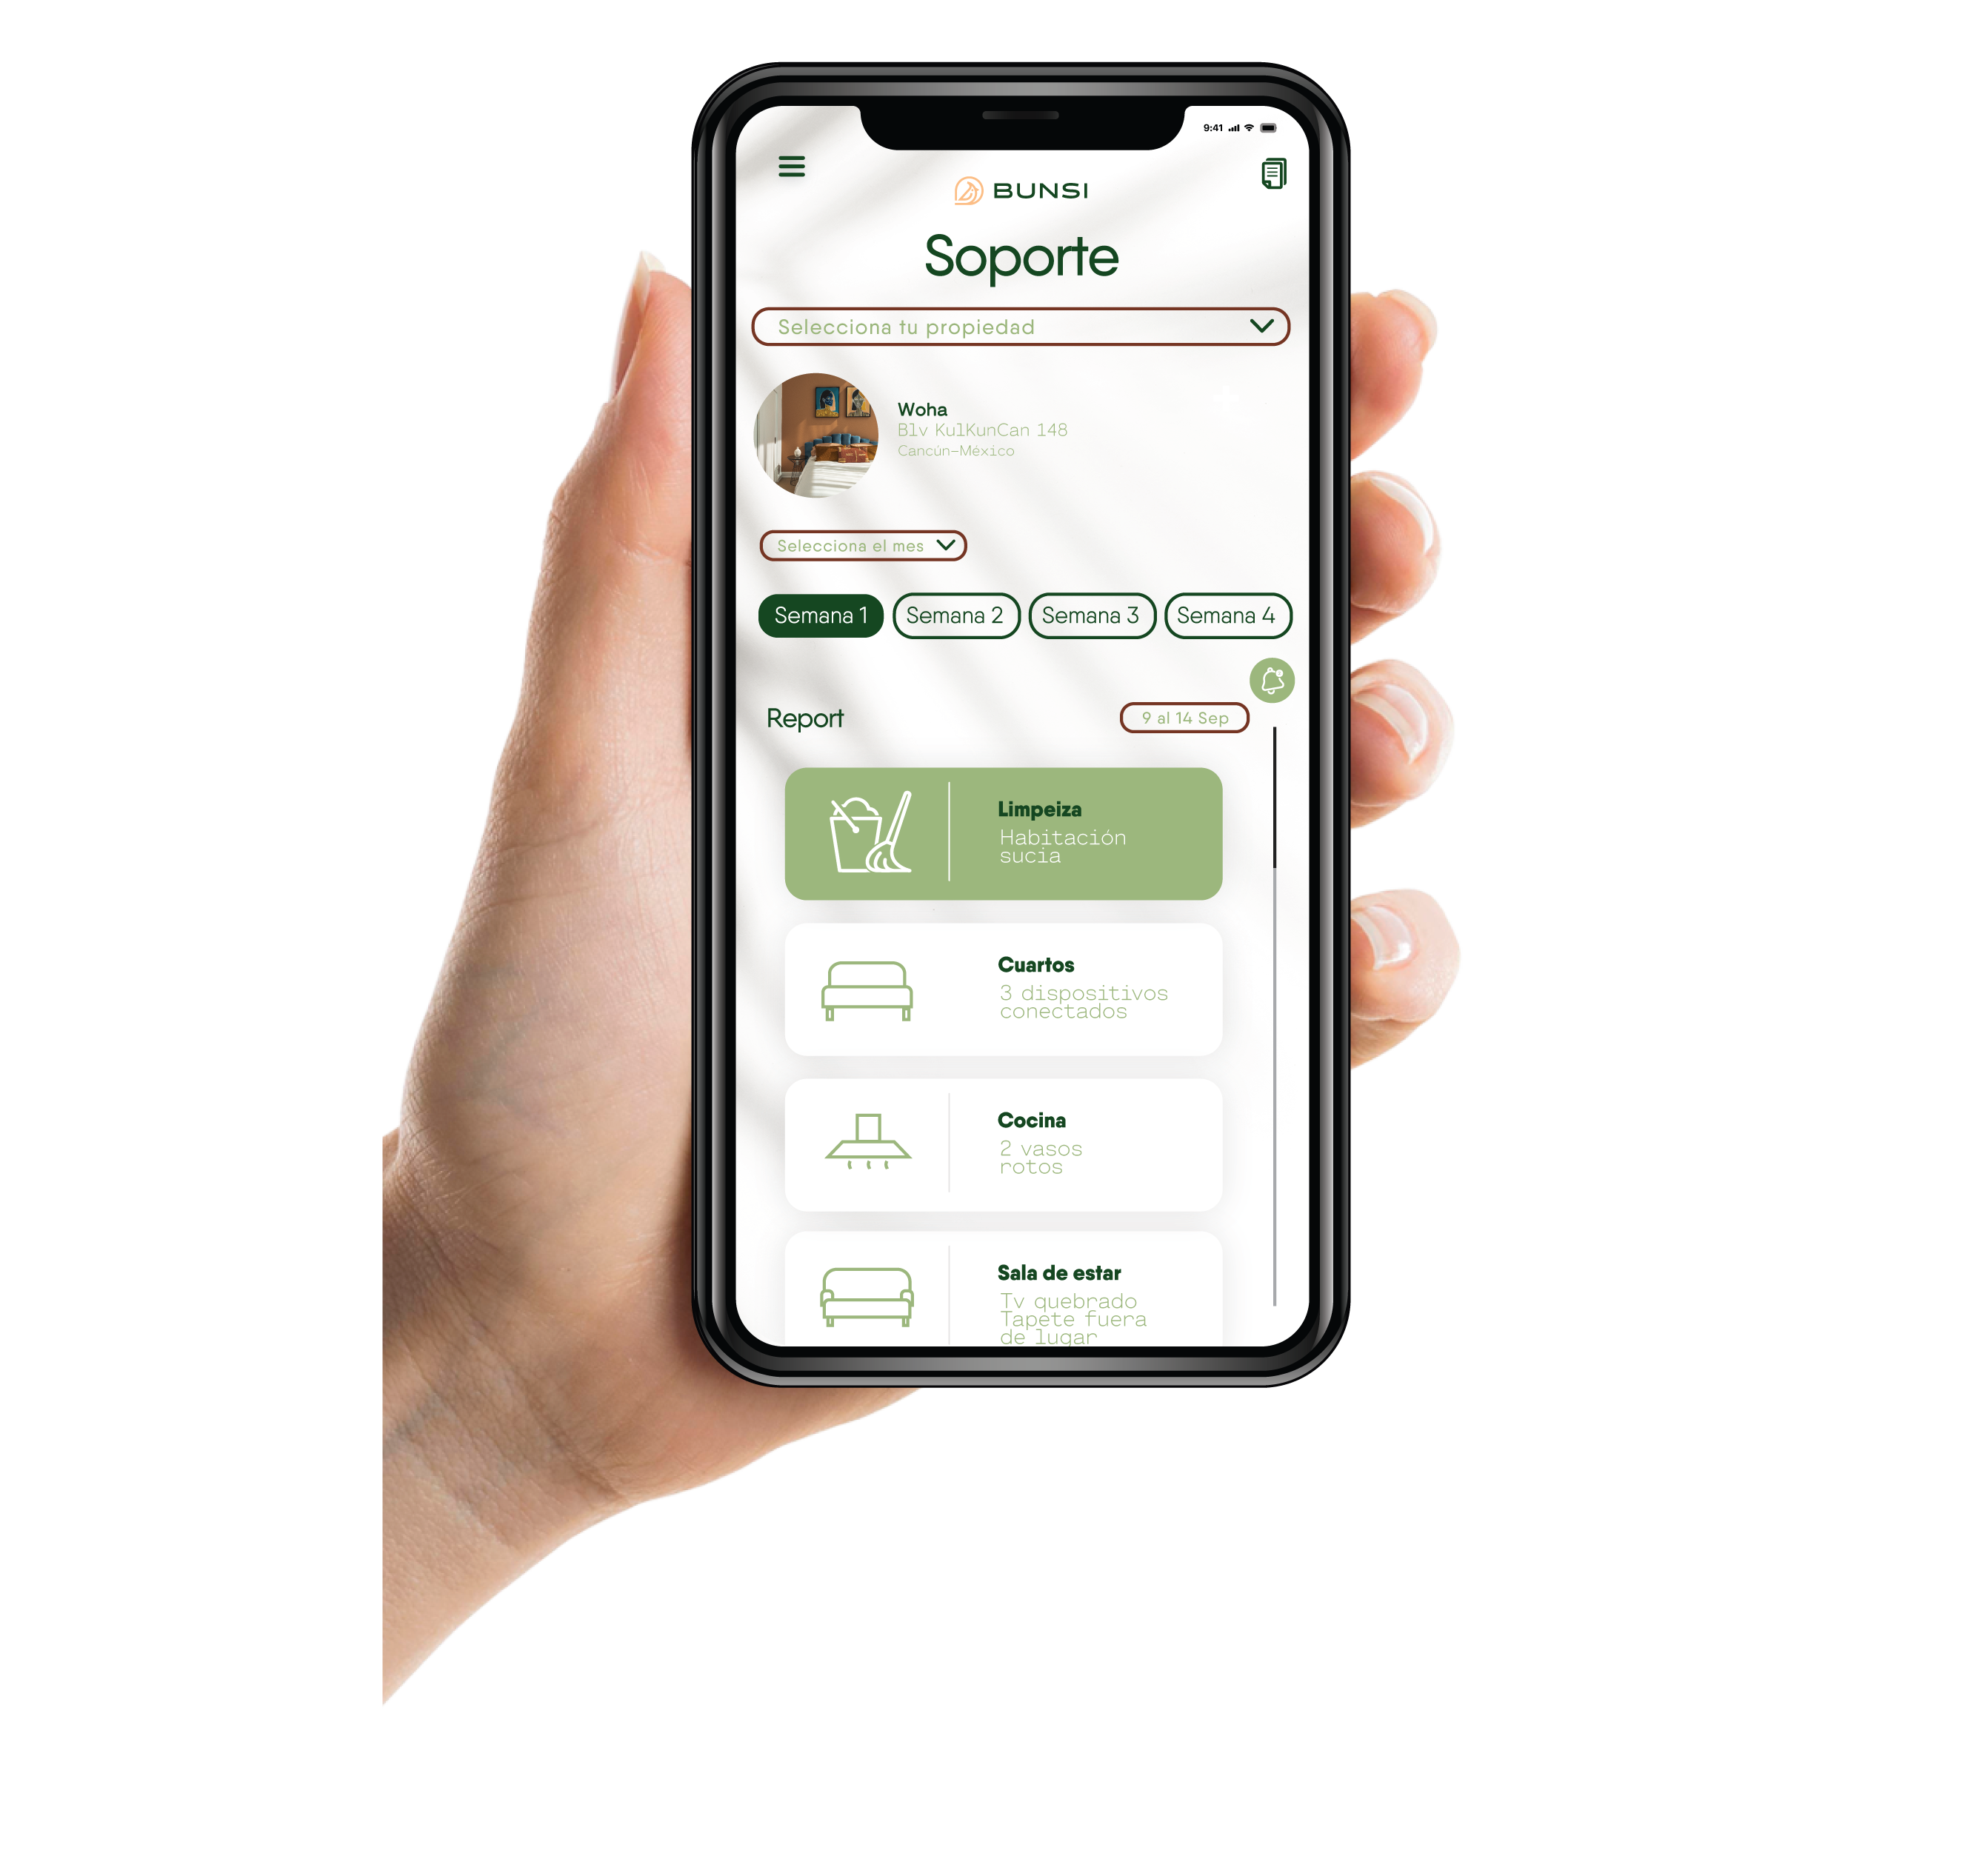 9:41
BUNSI
Soporte
Selecciona tu propiedad
Woha
Blv KulKunCan 148
Cancún-México
Selecciona el mes
Semana 1 Semana 2 Semana 3 Semana 4
Report 9 al 14 Sep
Limpeiza
Habitación
sucia
Cuartos
3 dispositivos
conectados
Cocina
2 vasos
rotos
Sala de estar
Tv quebrado
Tapete fuera
de lugar